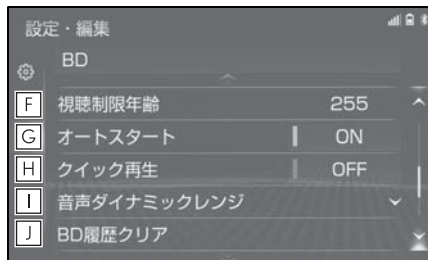 設定・編集
BD
F 視聴制限年齢 255
G オートスタート ON
H クイック再生 OFF
I 音声ダイナミックレンジ
J BD履歴クリア